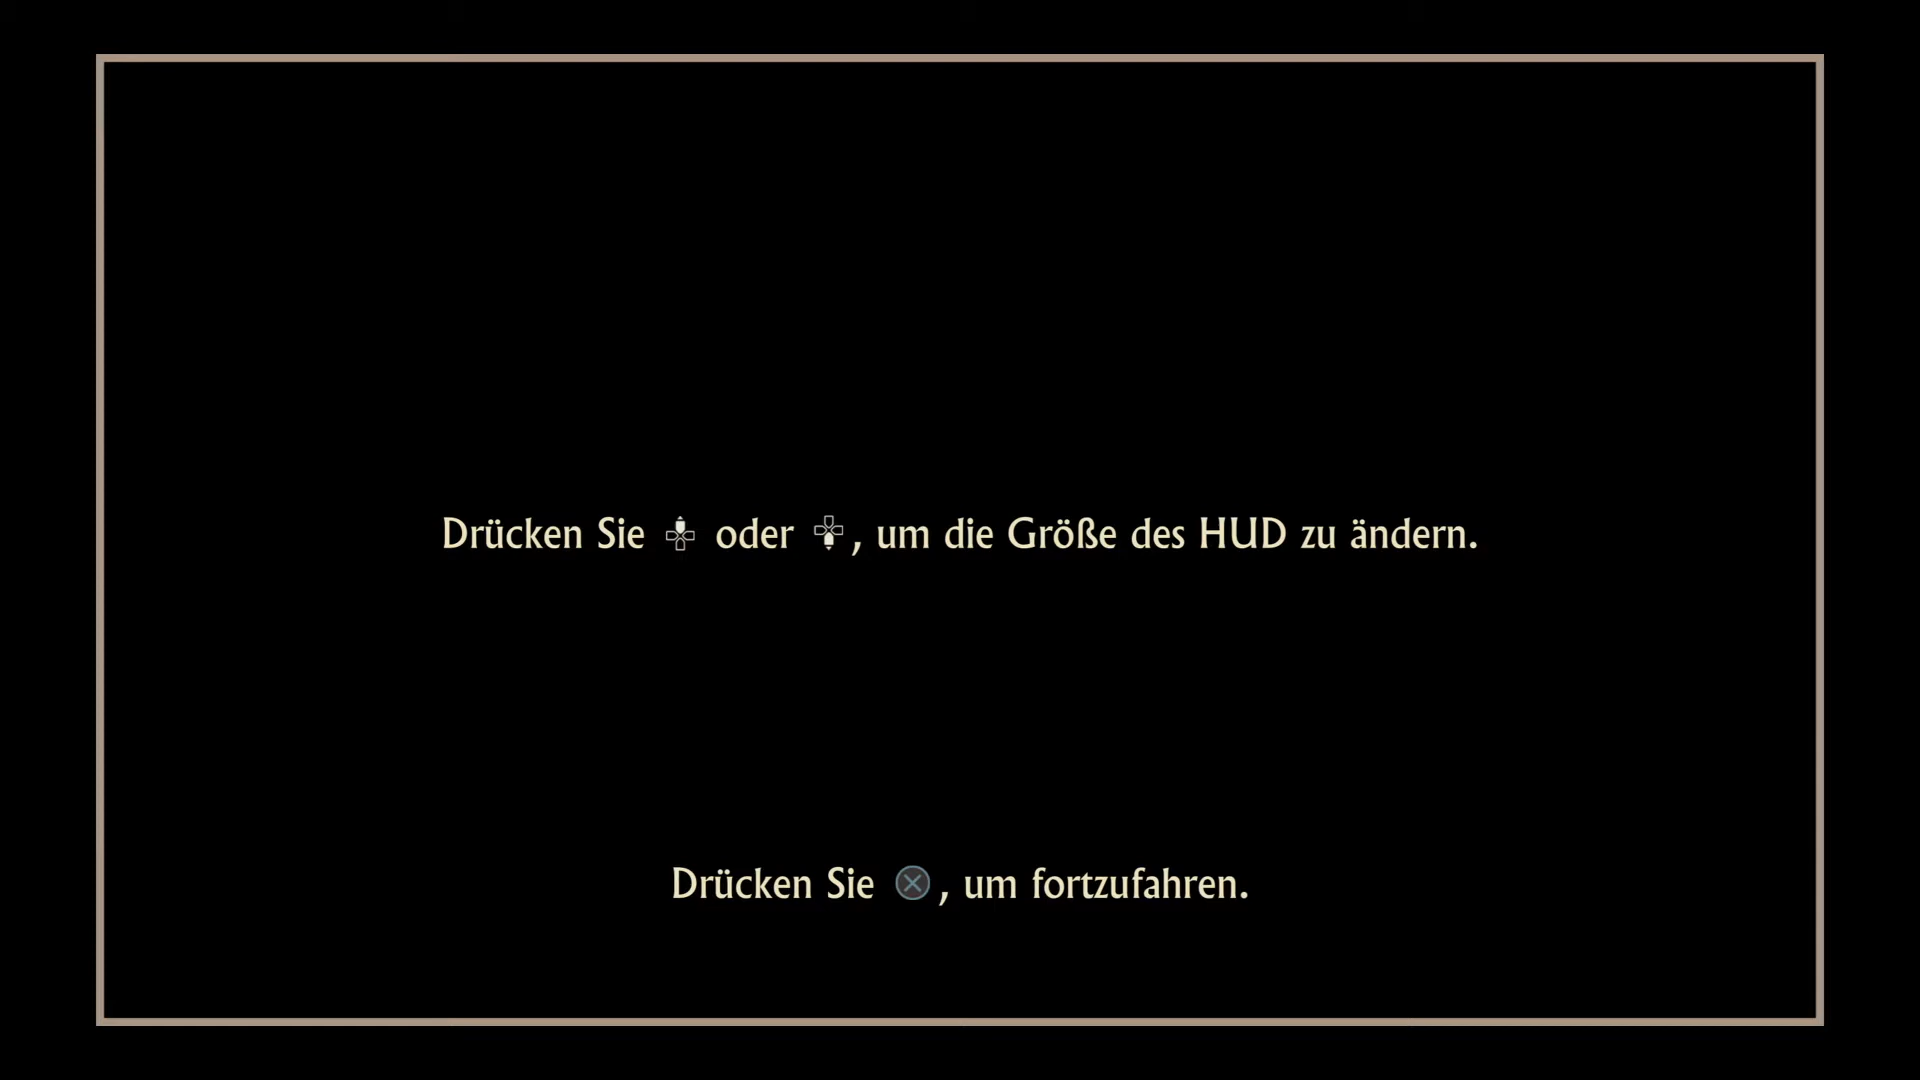 Drücken Sie oder , um die Größe des HUD zu ändern.
Drücken Sie , um fortzufahren.